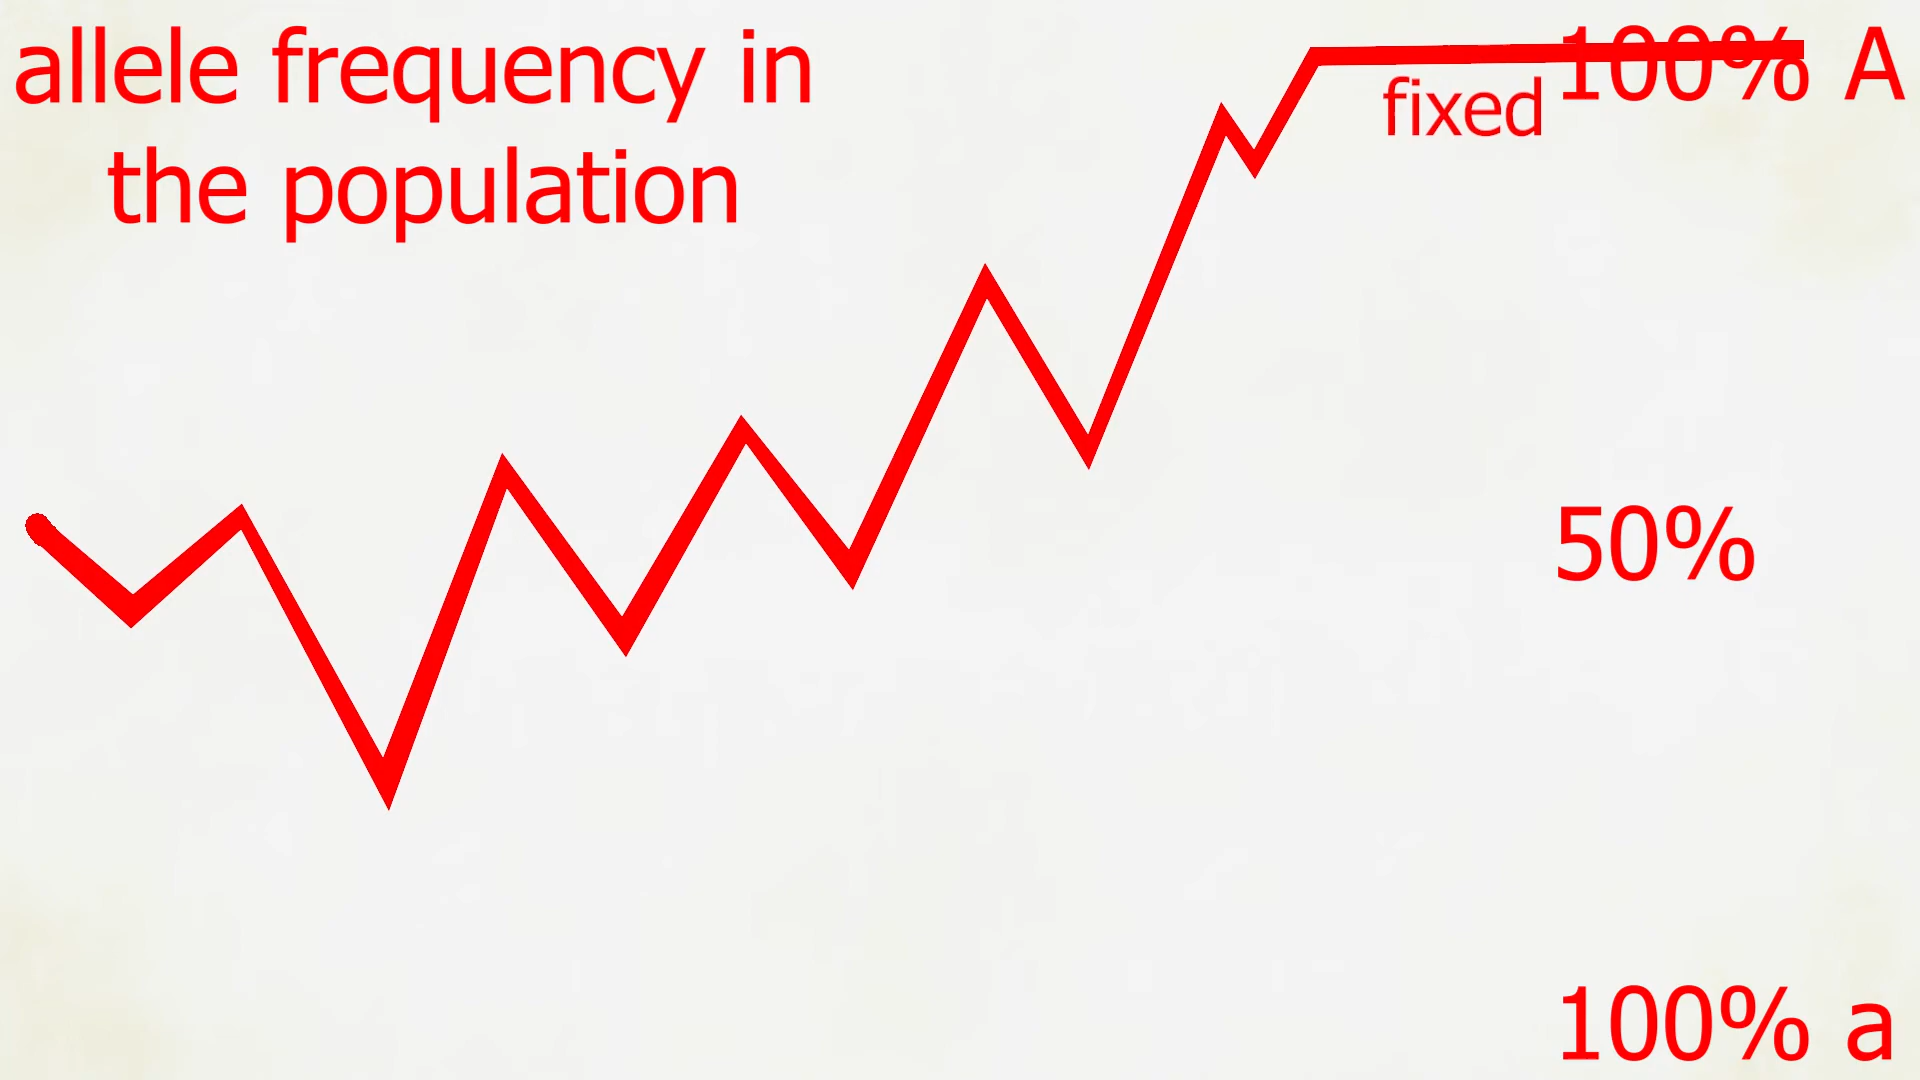 allele frequency in
the population
100% A
fixed
50%
100% a